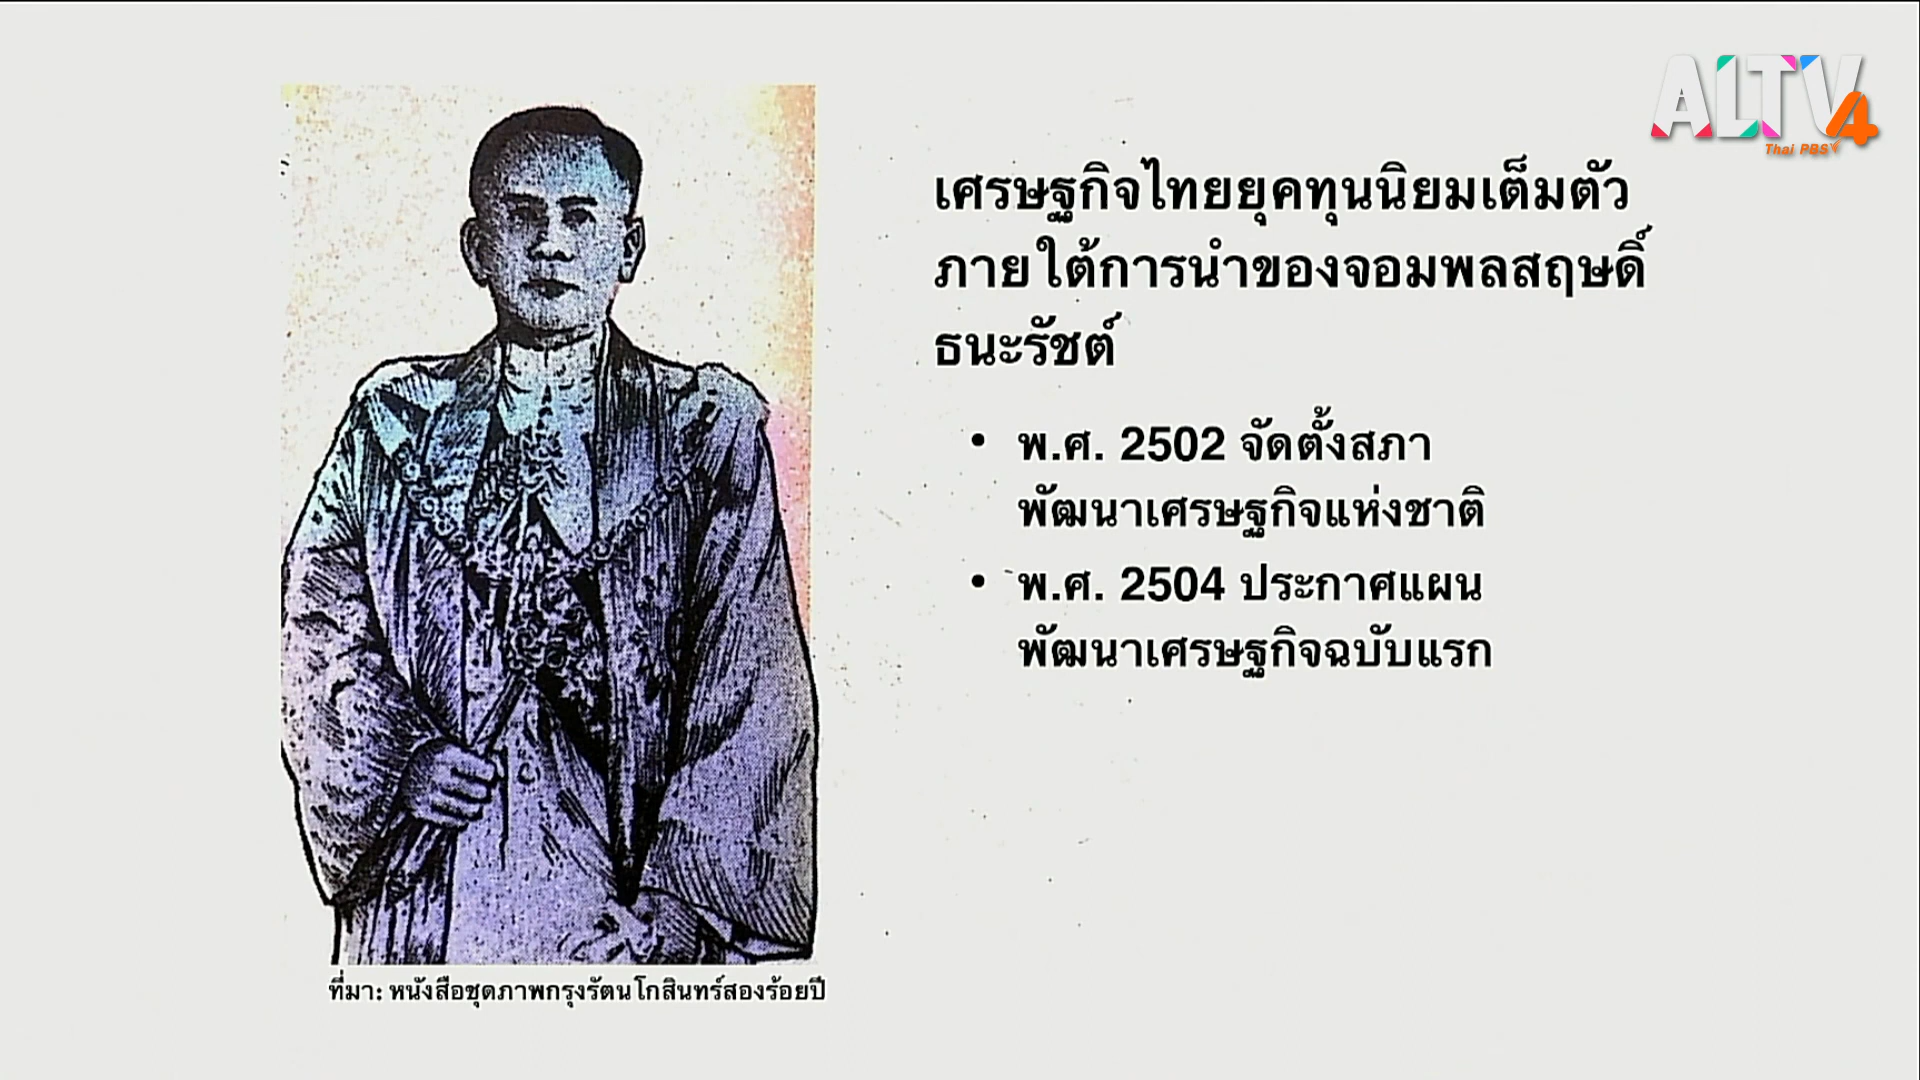 ALTV4
Thai PBS
เศรษฐกิจไทยยุคทุนนิยมเต็มตัว
ภายใต้การนำของจอมพลสฤษดิ์
ธนะรัชต์
• พ.ศ. 2502 จัดตั้งสภา
พัฒนาเศรษฐกิจแห่งชาติ
• พ.ศ. 2504 ประกาศแผน
พัฒนาเศรษฐกิจฉบับแรก
ที่มา: หนังสือชุดภาพกรุงรัตนโกสินทร์สองร้อยปี